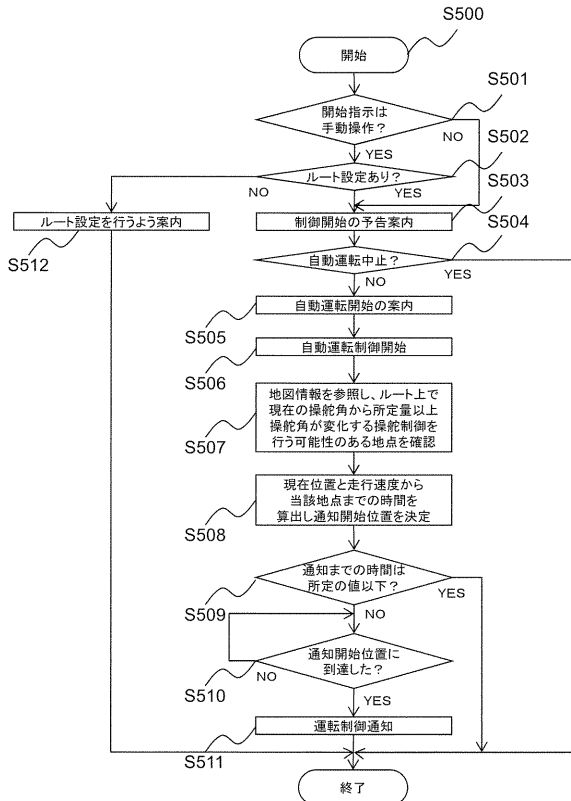 S500
開始
S501
開始指示は
手動操作？
NO
S502
YES
ルート設定あり？
NO
YES
S503
ルート設定を行うよう案内
制御開始の予告案内
S504
S512
自動運転中止？
YES
NO
自動運転開始の案内
S505
自動運転制御開始
S506
地図情報を参照し、ルート上で
現在の操舵角から所定量以上
操舵角が変化する操舵制御を
行う可能性のある地点を確認
S507
現在位置と走行速度から
当該地点までの時間を
算出し通知開始位置を決定
S508
通知までの時間は
所定の値以下？
YES
S509
NO
通知開始位置に
到達した？
NO
S510
YES
運転制御通知
S511
終了